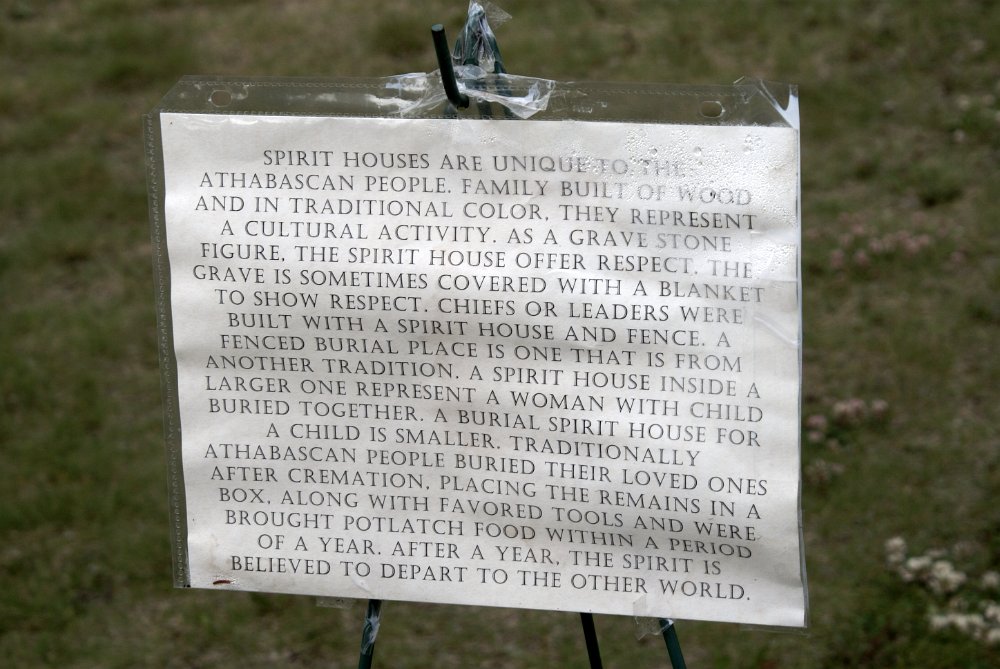 SPIRIT HOUSES ARE UNIQUE TO THE
ATHABASCAN PEOPLE. FAMILY BUILT OF WOOD
AND IN TRADITIONAL COLOR, THEY REPRESENT
A CULTURAL ACTIVITY. AS A GRAVE STONE
FIGURE, THE SPIRIT HOUSE OFFER RESPECT. THE
GRAVE IS SOMETIMES COVERED WITH A BLANKET
TO SHOW RESPECT. CHIEFS OR LEADERS WERE
BUILT WITH A SPIRIT HOUSE AND FENCE. A
FENCED BURIAL PLACE IS ONE THAT IS FROM
ANOTHER TRADITION. A SPIRIT HOUSE INSIDE A
LARGER ONE REPRESENT A WOMAN WITH CHILD
BURIED TOGETHER. A BURIAL SPIRIT HOUSE FOR
A CHILD IS SMALLER. TRADITIONALLY
ATHABASCAN PEOPLE BURIED THEIR LOVED ONES
AFTER CREMATION, PLACING THE REMAINS IN A
BOX, ALONG WITH FAVORED TOOLS AND WERE
BROUGHT POTLATCH FOOD WITHIN A PERIOD
OF A YEAR. AFTER A YEAR, THE SPIRIT IS
BELIEVED TO DEPART TO THE OTHER WORLD.